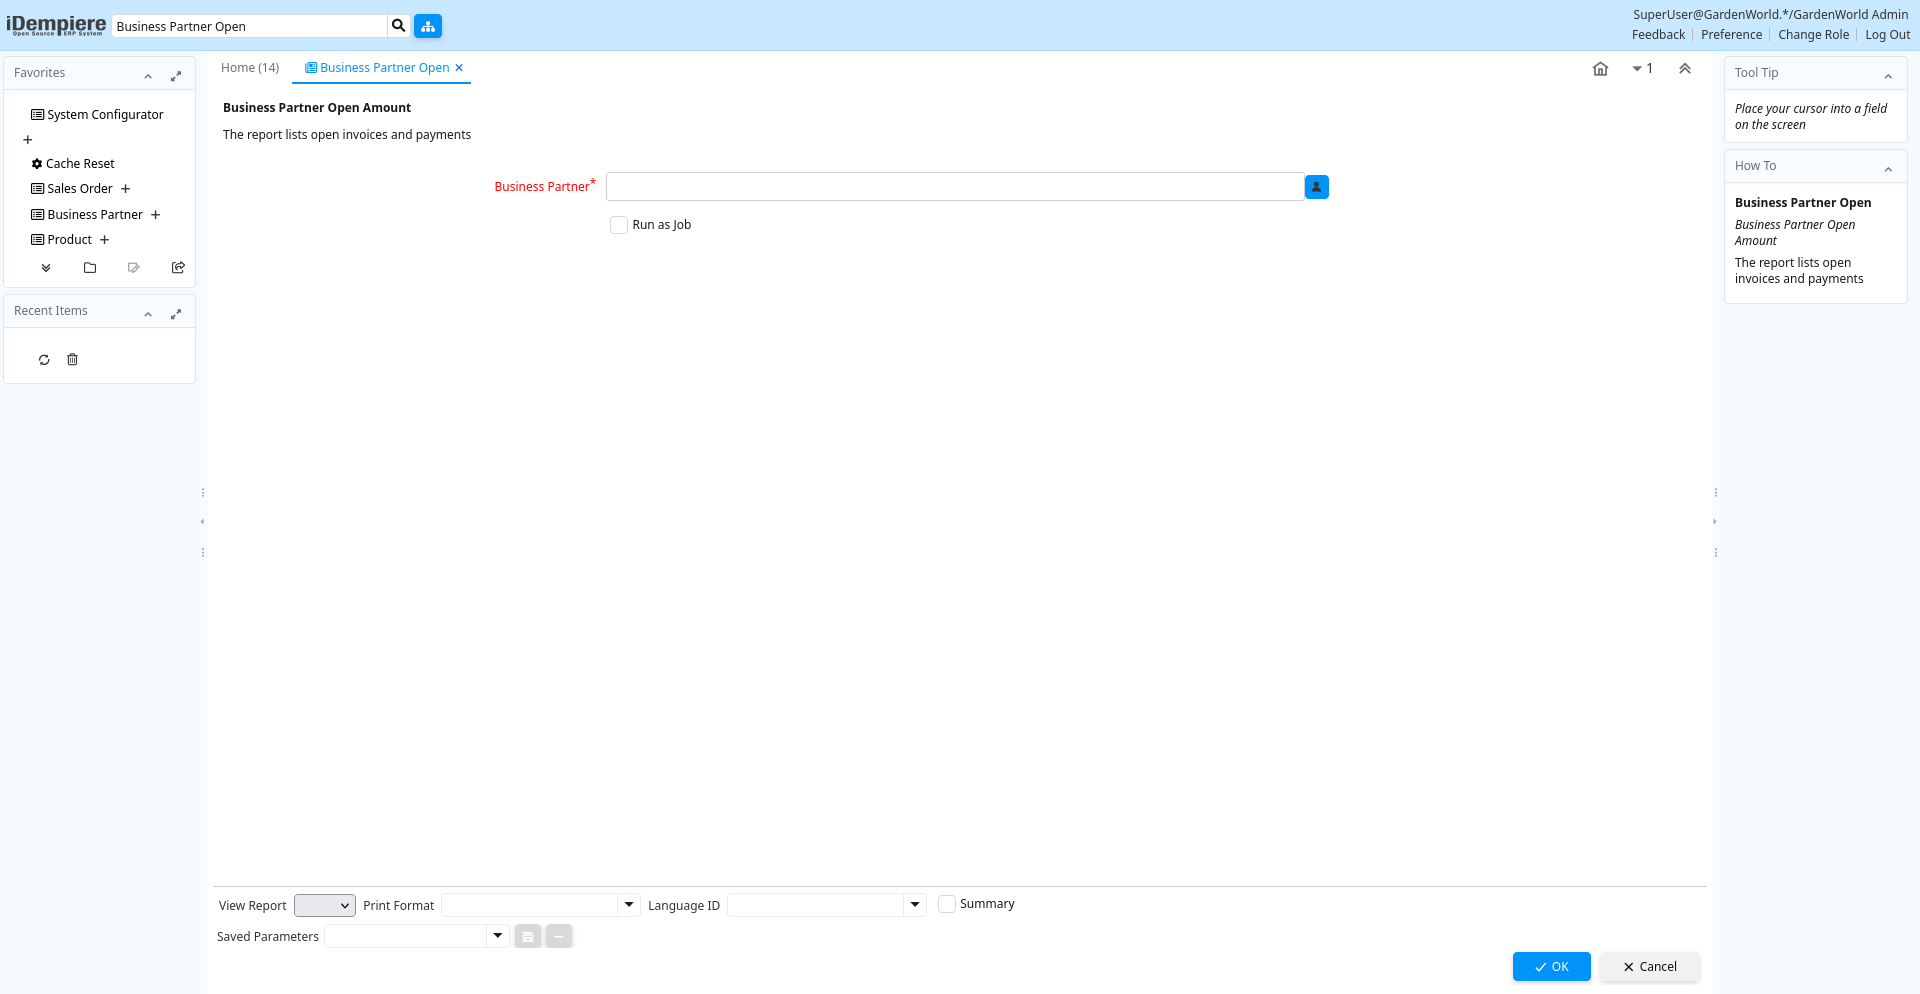 iDempiere
Open Source ERP System
Business Partner Open
SuperUser@GardenWorld.*/GardenWorld Admin
Feedback
Preference
Change Role
Log Out
Favorites
System Configurator
Cache Reset
Sales Order
Business Partner
Product
Recent Items
Home (14)
Business Partner Open
1
Business Partner Open Amount
The report lists open invoices and payments
Business Partner*
Run as Job
Tool Tip
Place your cursor into a field
on the screen
How To
Business Partner Open
Business Partner Open
Amount
The report lists open
invoices and payments
View Report
Print Format
Language ID
Summary
Saved Parameters
OK
Cancel